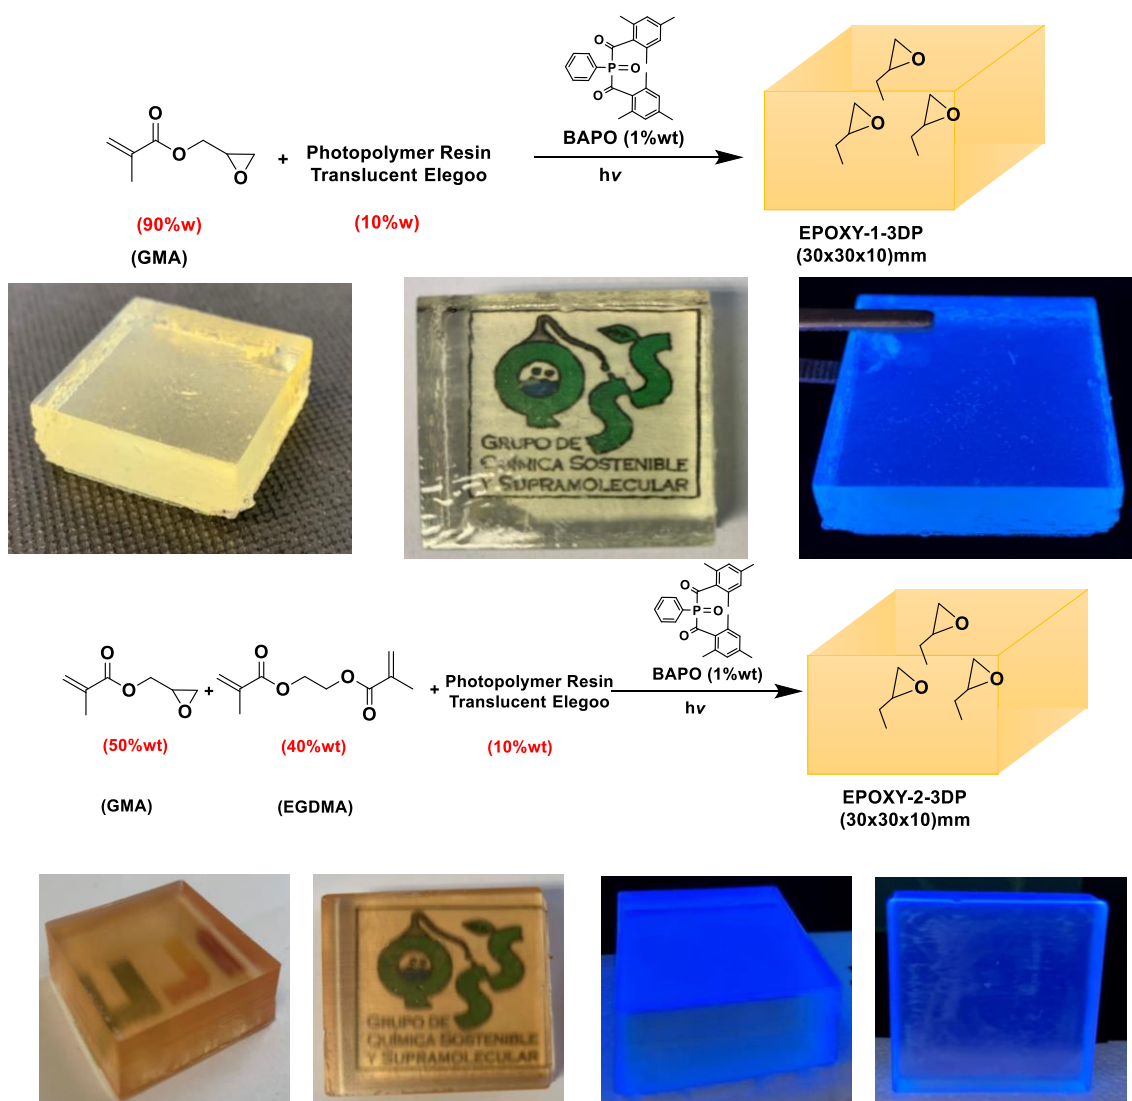 O
O
P
O
O
BAPO (1%wt)
hν
O
O
O
O
O
O
+
Photopolymer Resin
Translucent Elegoo
(90%w)
(10%w)
(GMA)
EPOXY-1-3DP
(30x30x10)mm
GRUPO DE
QUÍMICA SOSTENIBLE
Y SUPRAMOLECULAR
O
O
P
O
O
BAPO (1%wt)
hν
O
O
O
O
O
O
+
O
O
O
O
+
Photopolymer Resin
Translucent Elegoo
(50%wt)
(40%wt)
(10%wt)
(GMA)
(EGDMA)
EPOXY-2-3DP
(30x30x10)mm
GRUPO DE
QUÍMICA SOSTENIBLE
Y SUPRAMOLECULAR